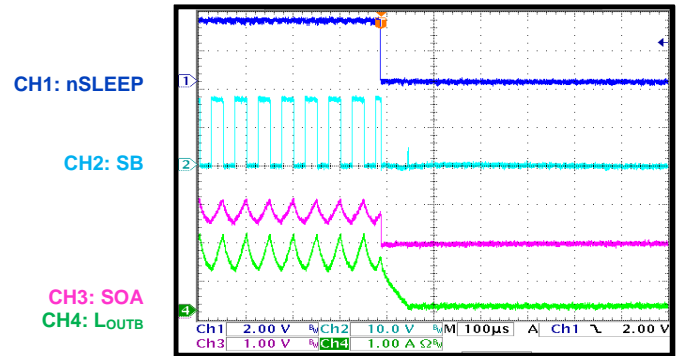 CH1: nSLEEP
CH2: SB
CH3: SOA
CH4: LOUTB
1
2
4
Ch1 2.00 V Ch2 10.0 V M 100µs A Ch1 2.00 V
Ch3 1.00 V Ch4 1.00 A Ω